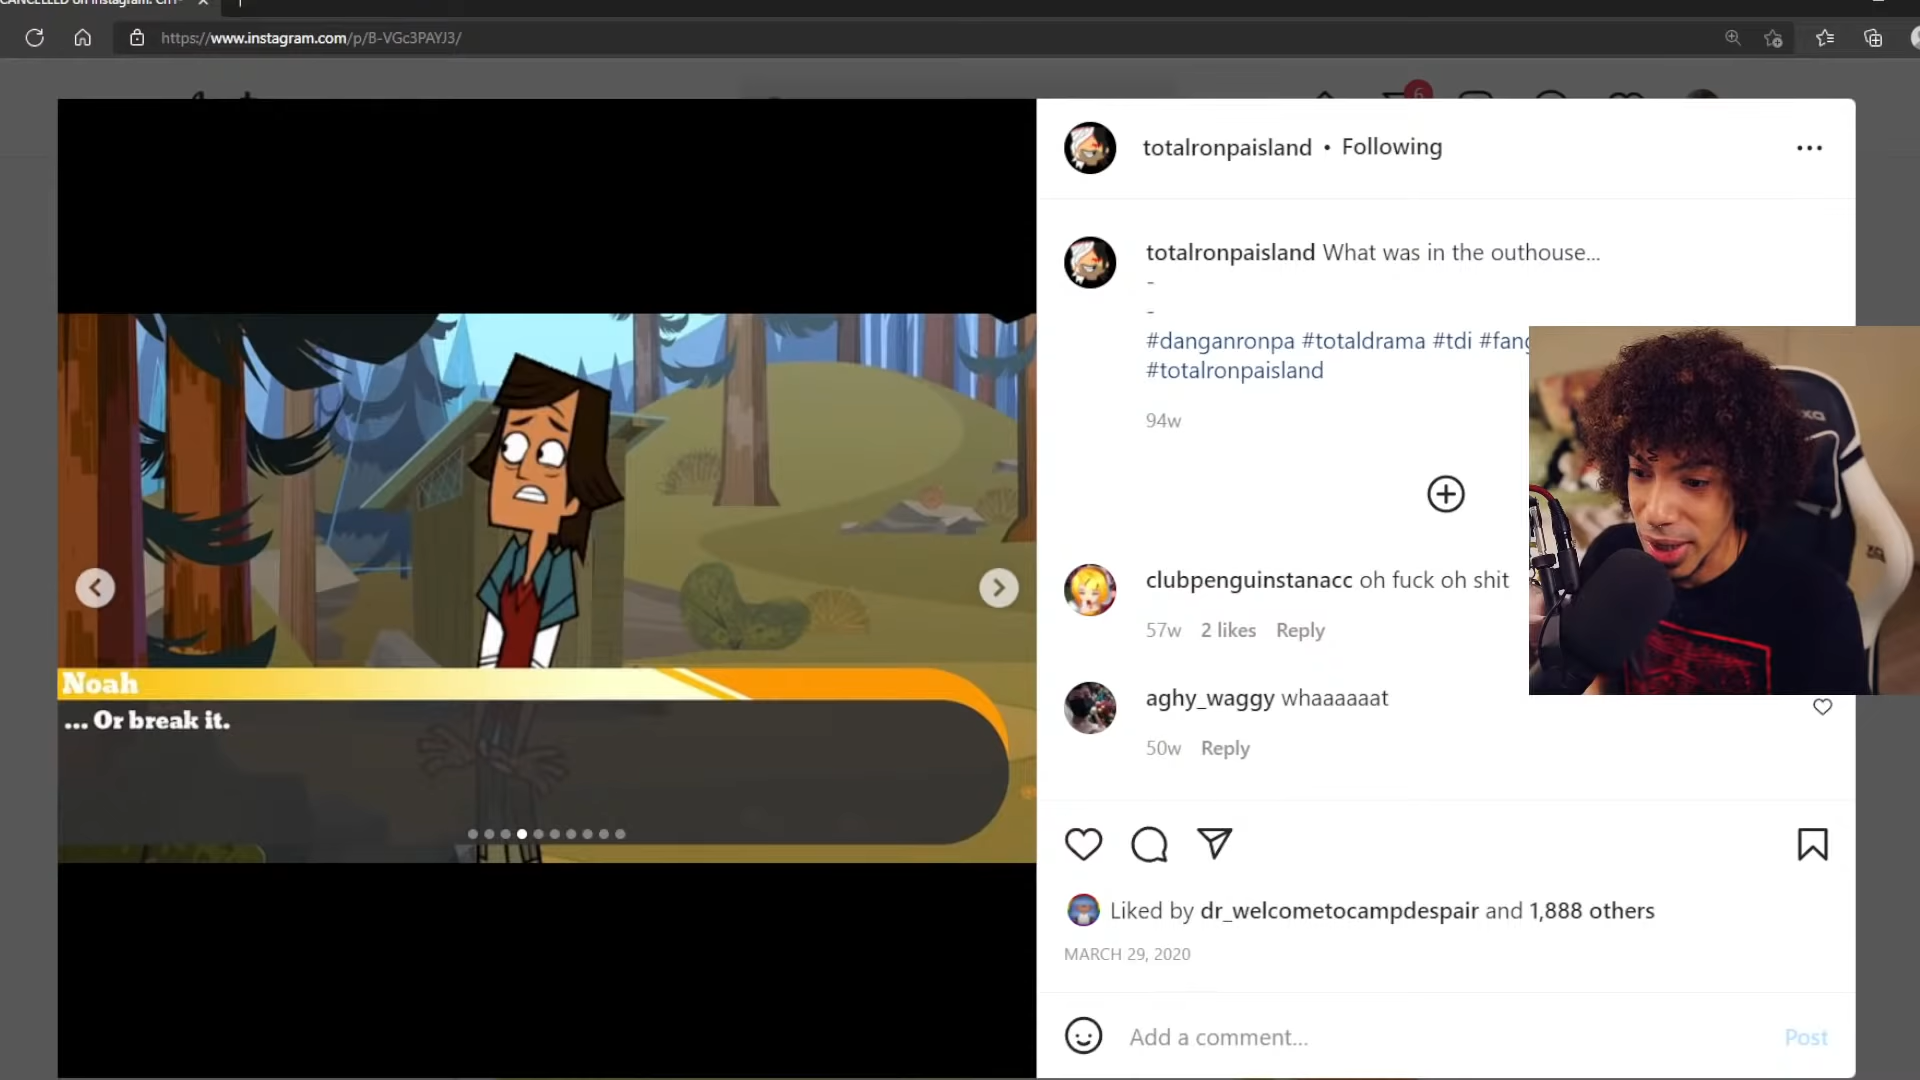 https://www.instagram.com/p/B-VGc3PAYJ3/
6
totalronpaisland • Following
totalronpaisland What was in the outhouse...
-
-
#danganronpa #totaldrama #tdi
#totalronpaisland
94w
clubpenguinstanacc oh fuck oh shit
57w 2 likes Reply
aghy_waggy whaaaaaat
50w Reply
Noah
... Or break it.
Liked by dr_welcometocampdespair and 1,888 others
MARCH 29, 2020
Add a comment...
Post